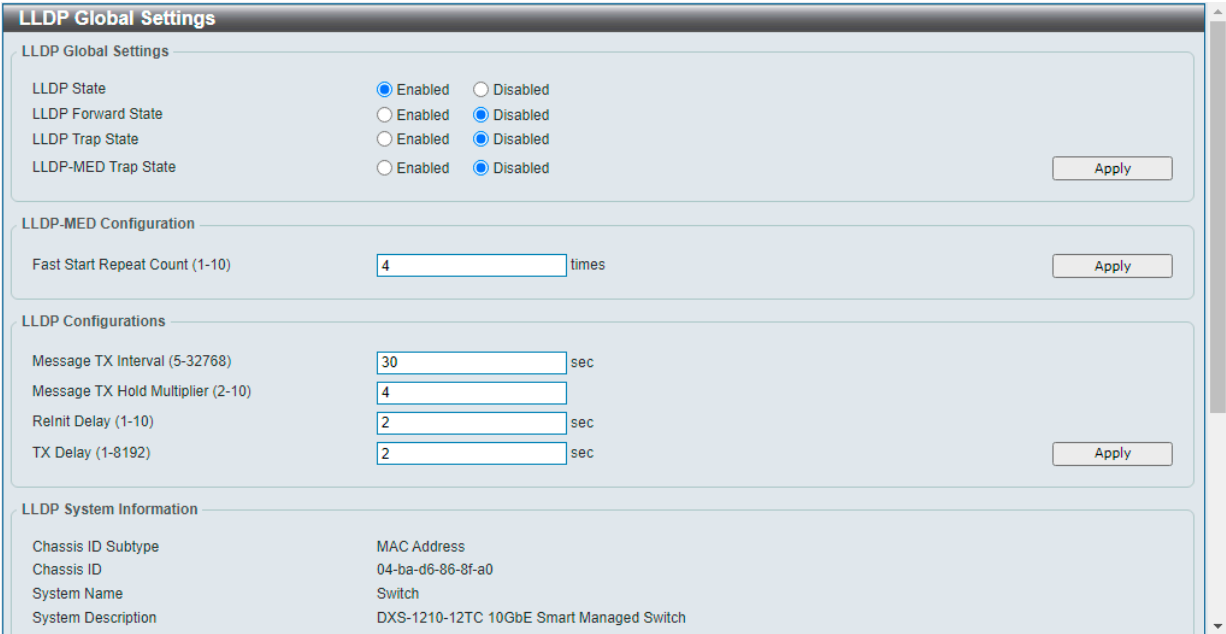 LLDP Global Settings
LLDP Global Settings
LLDP State Enabled Disabled
LLDP Forward State Enabled Disabled
LLDP Trap State Enabled Disabled
LLDP-MED Trap State Enabled Disabled Apply
LLDP-MED Configuration
Fast Start Repeat Count (1-10) 4 times Apply
LLDP Configurations
Message TX Interval (5-32768) 30 sec
Message TX Hold Multiplier (2-10) 4
ReInit Delay (1-10) 2 sec
TX Delay (1-8192) 2 sec Apply
LLDP System Information
Chassis ID Subtype MAC Address
Chassis ID 04-ba-d6-86-8f-a0
System Name Switch
System Description DXS-1210-12TC 10GbE Smart Managed Switch